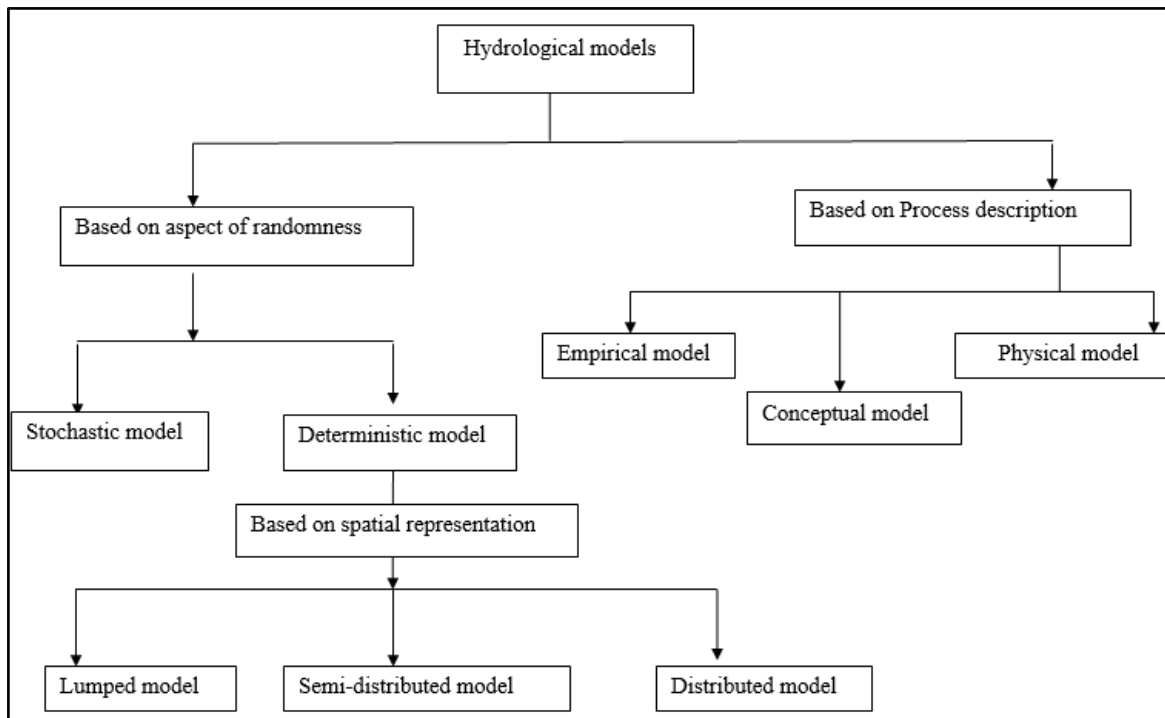 Hydrological models
Based on aspect of randomness
Based on Process description
Empirical model
Physical model
Conceptual model
Stochastic model
Deterministic model
Based on spatial representation
Lumped model
Semi-distributed model
Distributed model